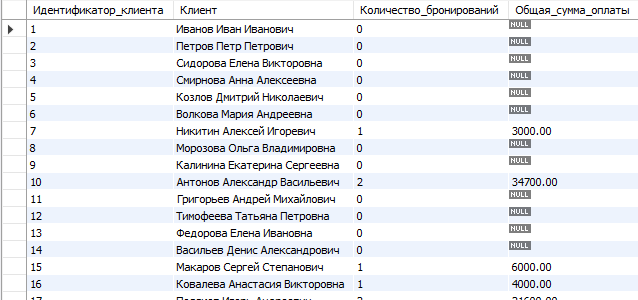 Идентификатор_клиента Клиент Количество_бронирований Общая_сумма_оплаты
1 Иванов Иван Иванович 0 NULL
2 Петров Петр Петрович 0 NULL
3 Сидорова Елена Викторовна 0 NULL
4 Смирнова Анна Алексеевна 0 NULL
5 Козлов Дмитрий Николаевич 0 NULL
6 Волкова Мария Андреевна 0 NULL
7 Никитин Алексей Игоревич 1 3000.00
8 Морозова Ольга Владимировна 0 NULL
9 Калинина Екатерина Сергеевна 0 NULL
10 Антонов Александр Васильевич 2 34700.00
11 Григорьев Андрей Михайлович 0 NULL
12 Тимофеева Татьяна Петровна 0 NULL
13 Федорова Елена Ивановна 0 NULL
14 Васильев Денис Александрович 0 NULL
15 Макаров Сергей Степанович 1 6000.00
16 Ковалева Анастасия Викторовна 1 4000.00